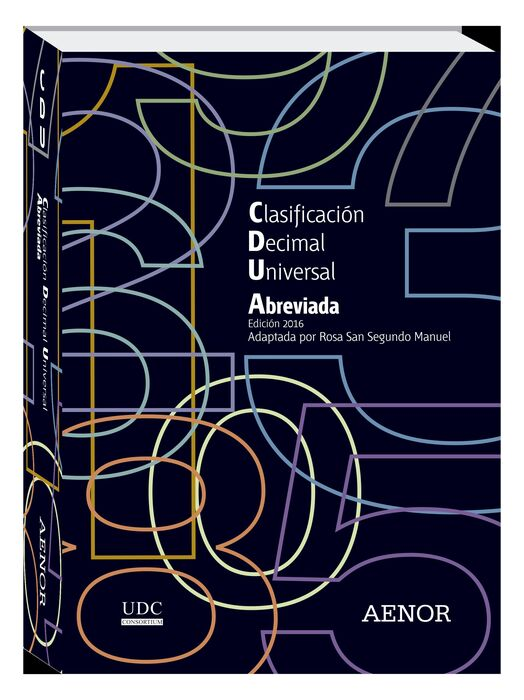 Clasificación
Decimal
Universal
Abreviada
Edición 2016
Adaptada por Rosa San Segundo Manuel
UDC
CONSORTIUM
AENOR
CDU
Clasificación Decimal Universal
Abreviada
AENOR